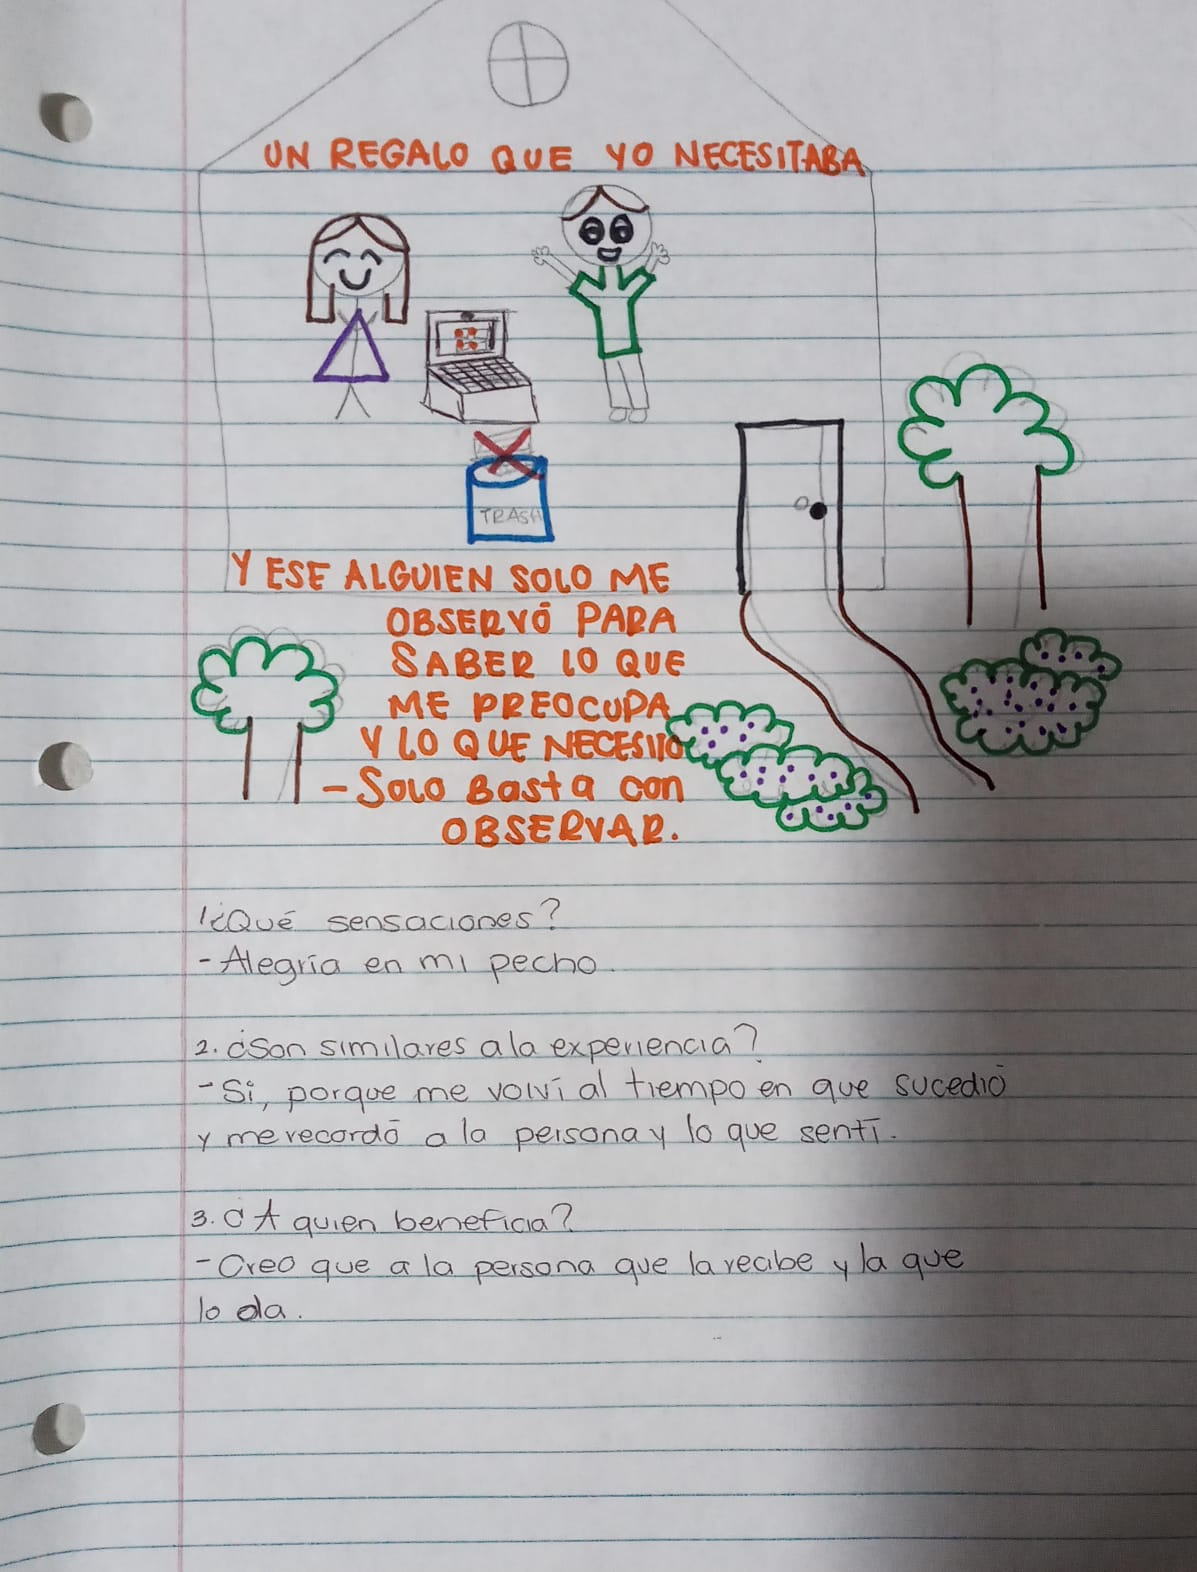 UN REGALO QUE YO NECESITABA
TRASH
Y ESE ALGUIEN SOLO ME
OBSERVÓ PARA
SABER LO QUE
ME PREOCUPA
Y LO QUE NECESITO
- SOLO BASTA CON
OBSERVAR.
1¿Qué sensaciones?
- Alegría en mi pecho.
2. ¿Son similares a la experiencia?
- Si, porque me volví al tiempo en que sucedió
y me recordó a la persona y lo que sentí.
3. ¿A quien beneficia?
- Creo que a la persona que la recibe y la que
lo da.